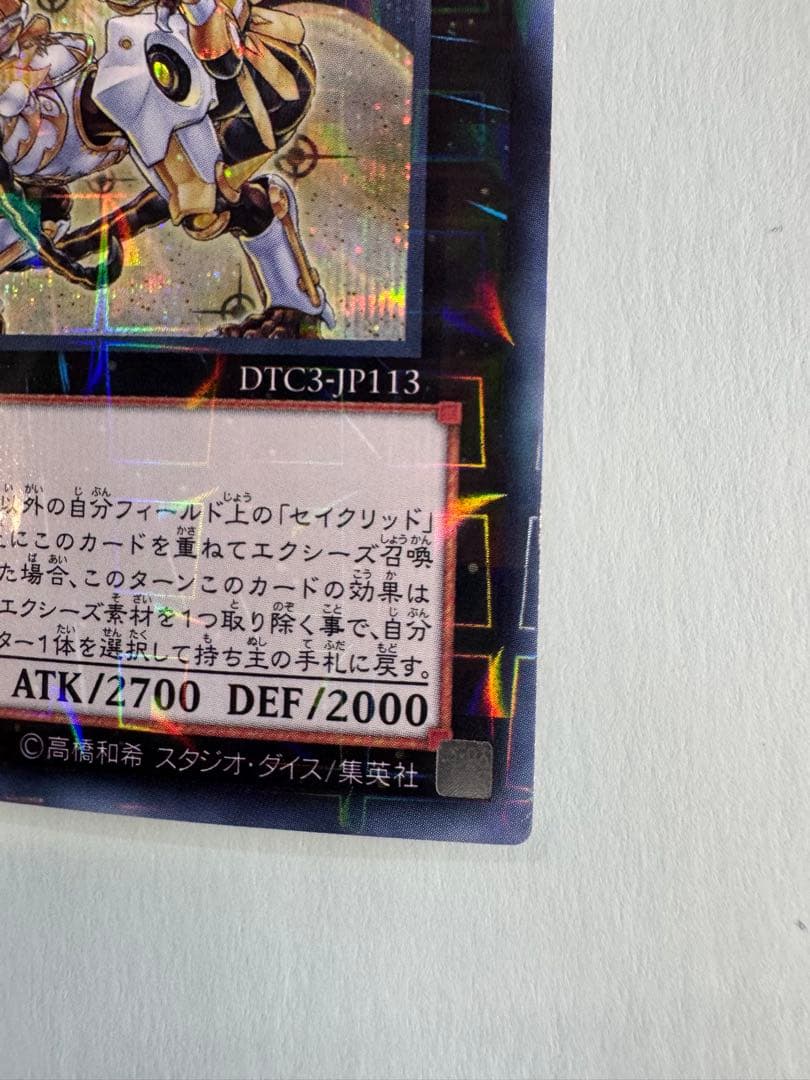 DTC3-JP113
以外の自分フィールド上の「セイクリッド」
にこのカードを重ねてエクシーズ召喚
た場合、このターンこのカードの効果は
エクシーズ素材を1つ取り除く事で、自分
ター1体を選択して持ち主の手札に戻す。
ATK/2700 DEF/2000
©高橋和希 スタジオ・ダイス/集英社